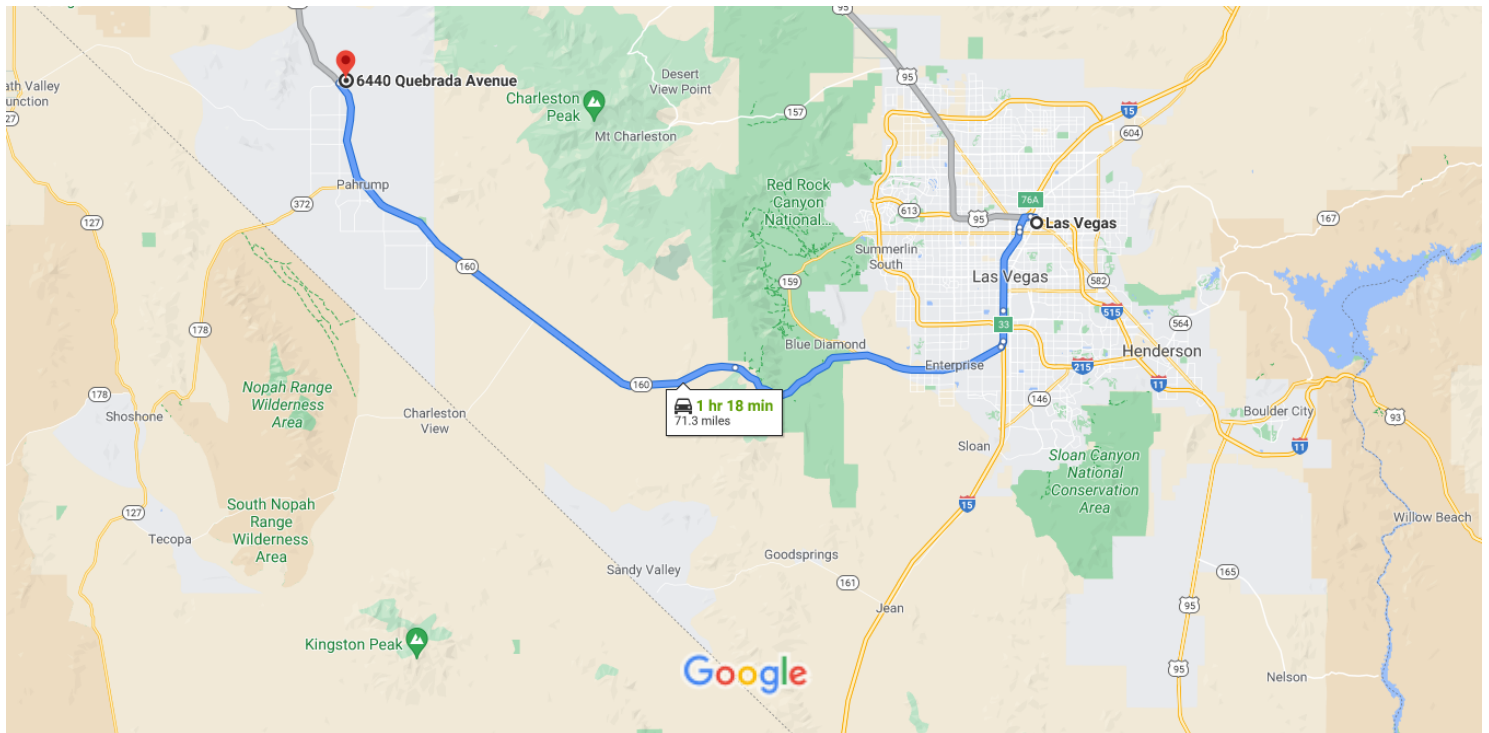 95
6440 Quebrada Avenue
ath Valley
unction
27
Charleston
Peak
Desert
View Point
157
Mt Charleston
95
15
604
Pahrump
372
127
Red Rock
Canyon
National...
613
76A
95
Las Vegas
167
Summerlin
South
160
159
Las Vegas
582
178
Blue Diamond
33
515
564
Enterprise
215
Henderson
11
Nopah Range
Wilderness
Area
178
Shoshone
Charleston
View
160
1 hr 18 min
71.3 miles
146
Boulder City
93
11
Sloan
Sloan Canyon
National
Conservation
Area
15
South Nopah
Range
Wilderness
Area
127
Tecopa
Willow Beach
Goodsprings
Sandy Valley
161
165
Jean
95
Kingston Peak
Google
95
Nelson